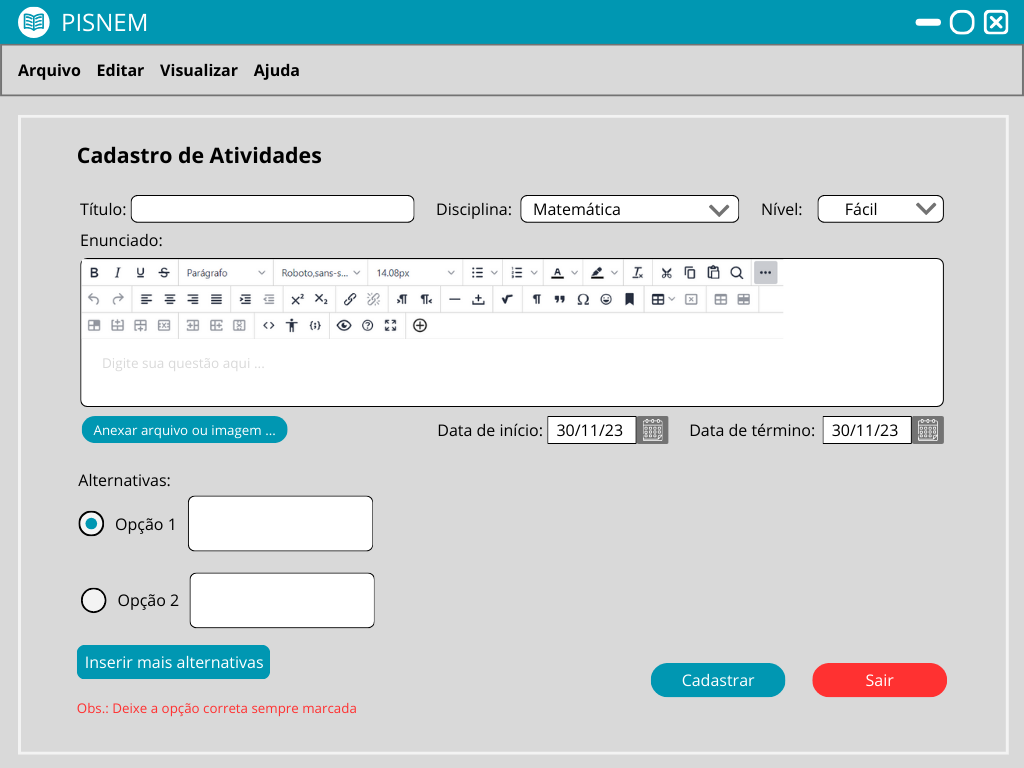 PISNEM
Arquivo Editar Visualizar Ajuda
Cadastro de Atividades
Título: Disciplina: Matemática Nível: Fácil
Enunciado:
B I U S Parágrafo Roboto,sans-s... 14.08px A
Digite sua questão aqui ...
Anexar arquivo ou imagem ... Data de início: 30/11/23 Data de término: 30/11/23
Alternativas:
Opção 1
Opção 2
Inserir mais alternativas
Cadastrar Sair
Obs.: Deixe a opção correta sempre marcada